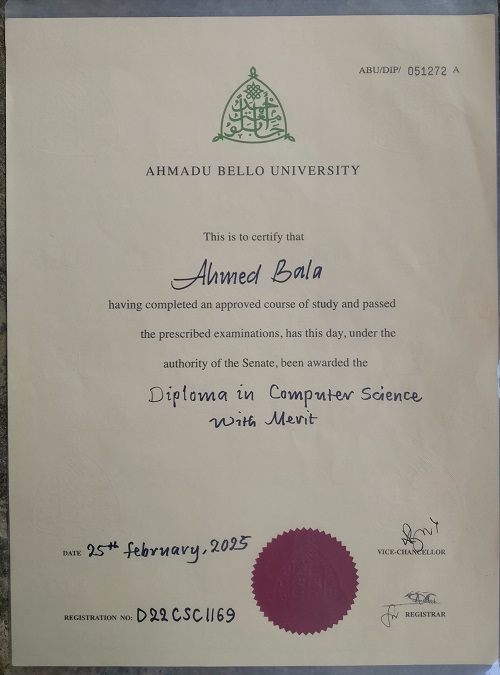 ABU/DIP/ 051272 A
AHMADU BELLO UNIVERSITY
This is to certify that
Ahmed Bala
having completed an approved course of study and passed
the prescribed examinations, has this day, under the
authority of the Senate, been awarded the
Diploma in Computer Science
With Merit
DATE 25th february, 2025
VICE-CHANCELLOR
REGISTRATION NO: D22CSC1169
REGISTRAR